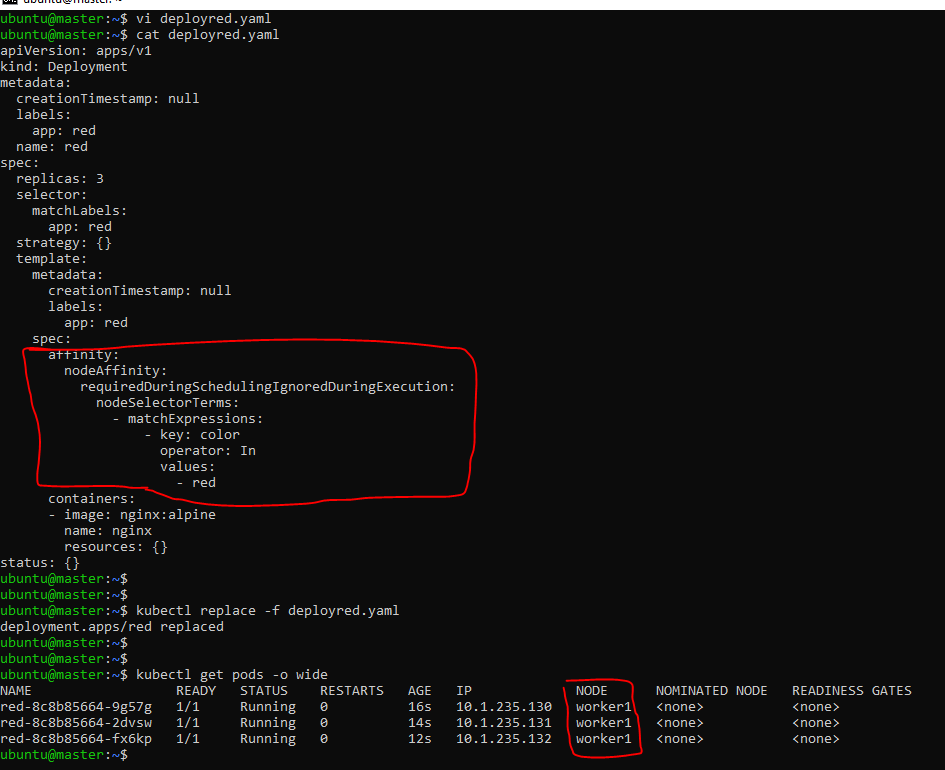 ubuntu@master: ~
ubuntu@master:~$ vi deployred.yaml
ubuntu@master:~$ cat deployred.yaml
apiVersion: apps/v1
kind: Deployment
metadata:
  creationTimestamp: null
  labels:
    app: red
  name: red
spec:
  replicas: 3
  selector:
    matchLabels:
      app: red
  strategy: {}
  template:
    metadata:
      creationTimestamp: null
      labels:
        app: red
    spec:
      affinity:
        nodeAffinity:
          requiredDuringSchedulingIgnoredDuringExecution:
            nodeSelectorTerms:
              - matchExpressions:
                  - key: color
                    operator: In
                    values:
                      - red
      containers:
      - image: nginx:alpine
        name: nginx
        resources: {}
status: {}
ubuntu@master:~$
ubuntu@master:~$
ubuntu@master:~$ kubectl replace -f deployred.yaml
deployment.apps/red replaced
ubuntu@master:~$
ubuntu@master:~$
ubuntu@master:~$ kubectl get pods -o wide
NAME                  READY   STATUS    RESTARTS   AGE   IP             NODE      NOMINATED NODE   READINESS GATES
red-8c8b85664-9g57g   1/1     Running   0          16s   10.1.235.130   worker1   <none>           <none>
red-8c8b85664-2dvsw   1/1     Running   0          14s   10.1.235.131   worker1   <none>           <none>
red-8c8b85664-fx6kp   1/1     Running   0          12s   10.1.235.132   worker1   <none>           <none>
ubuntu@master:~$